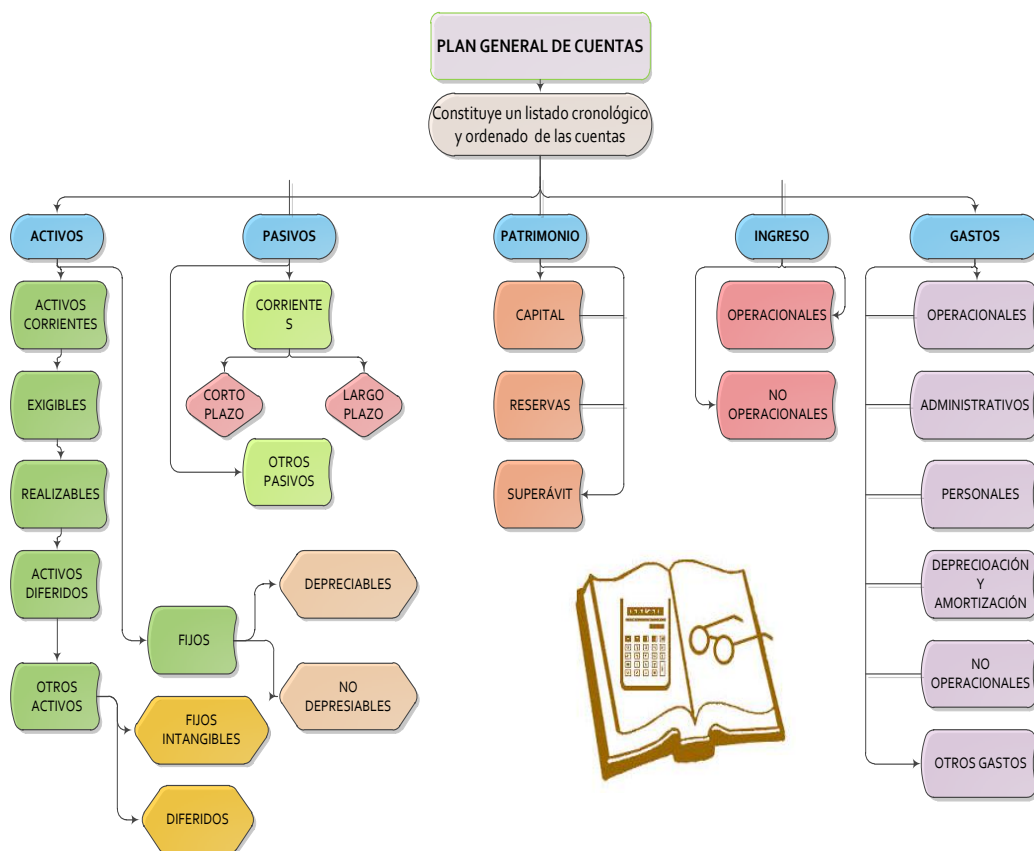 PLAN GENERAL DE CUENTAS
Constituye un listado cronológico
y ordenado de las cuentas
ACTIVOS
PASIVOS
PATRIMONIO
INGRESO
GASTOS
ACTIVOS
CORRIENTES
EXIGIBLES
REALIZABLES
ACTIVOS
DIFERIDOS
OTROS
ACTIVOS
FIJOS
DEPRECIABLES
NO
DEPRESIABLES
FIJOS
INTANGIBLES
DIFERIDOS
CORRIENTE
S
CORTO
PLAZO
LARGO
PLAZO
OTROS
PASIVOS
CAPITAL
RESERVAS
SUPERÁVIT
OPERACIONALES
NO
OPERACIONALES
OPERACIONALES
ADMINISTRATIVOS
PERSONALES
DEPRECIOACIÓN
Y
AMORTIZACIÓN
NO
OPERACIONALES
OTROS GASTOS